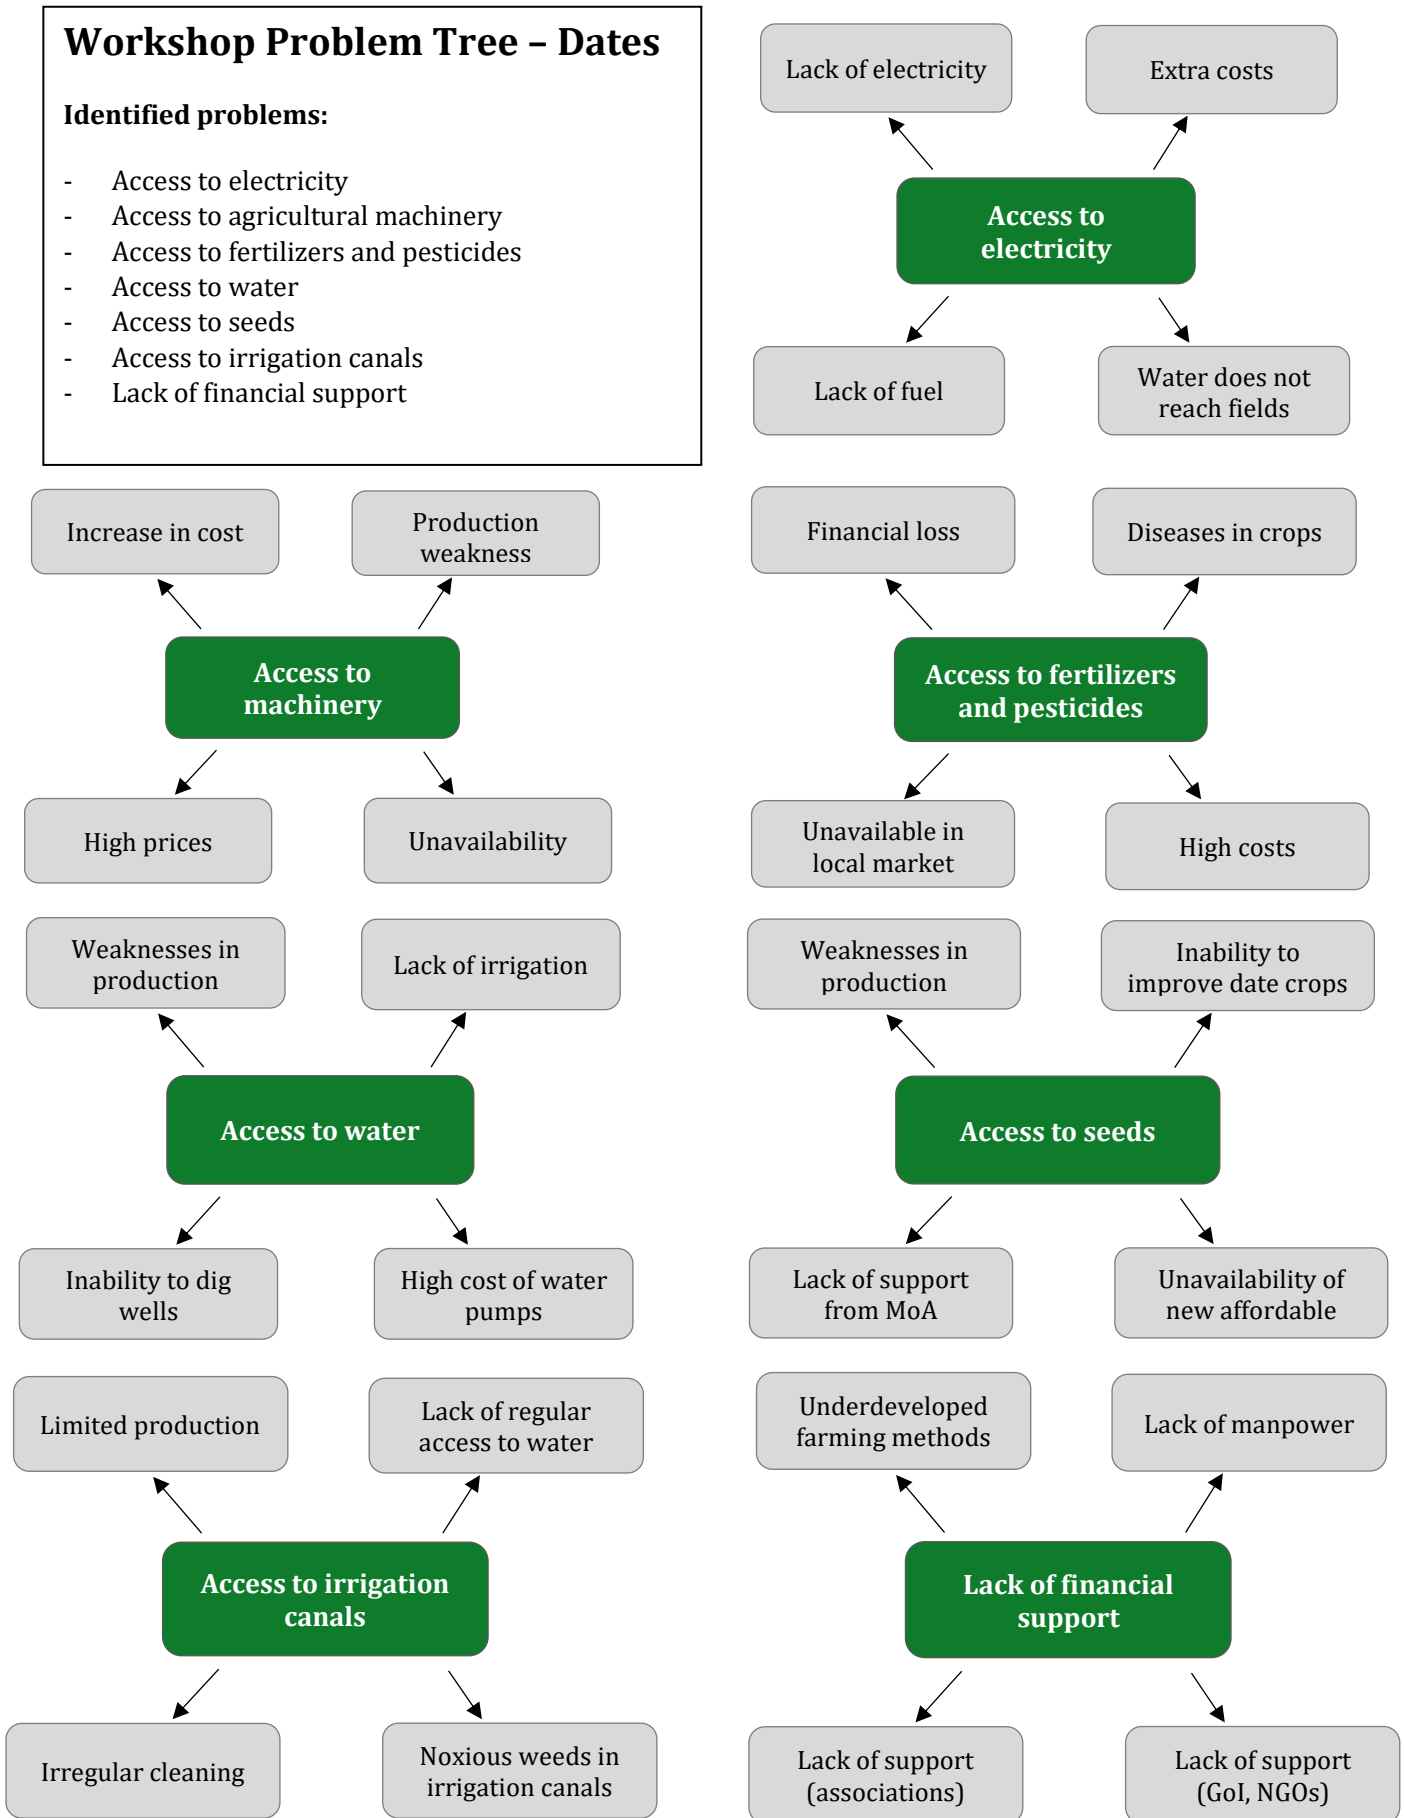 Workshop Problem Tree – Dates
Identified problems:
- Access to electricity
- Access to agricultural machinery
- Access to fertilizers and pesticides
- Access to water
- Access to seeds
- Access to irrigation canals
- Lack of financial support
Lack of electricity
Extra costs
Access to
electricity
Lack of fuel
Water does not
reach fields
Increase in cost
Production
weakness
Access to
machinery
High prices
Unavailability
Financial loss
Diseases in crops
Access to fertilizers
and pesticides
Unavailable in
local market
High costs
Weaknesses in
production
Lack of irrigation
Access to water
Inability to dig
wells
High cost of water
pumps
Weaknesses in
production
Inability to
improve date crops
Access to seeds
Lack of support
from MoA
Unavailability of
new affordable
Limited production
Lack of regular
access to water
Access to irrigation
canals
Irregular cleaning
Noxious weeds in
irrigation canals
Underdeveloped
farming methods
Lack of manpower
Lack of financial
support
Lack of support
(associations)
Lack of support
(GoI, NGOs)